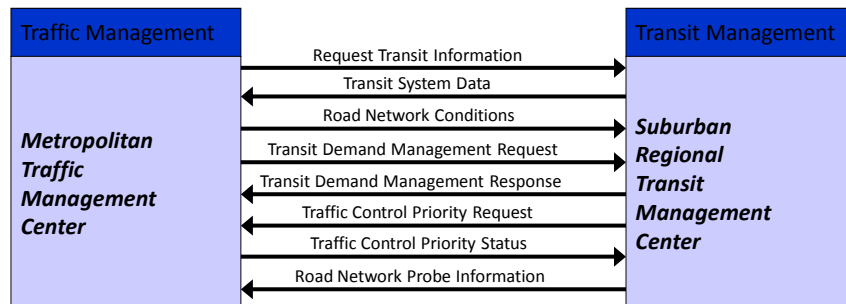 Traffic Management
Transit Management
Request Transit Information
Transit System Data
Road Network Conditions
Transit Demand Management Request
Transit Demand Management Response
Traffic Control Priority Request
Traffic Control Priority Status
Road Network Probe Information
Metropolitan
Traffic
Management
Center
Suburban
Regional
Transit
Management
Center